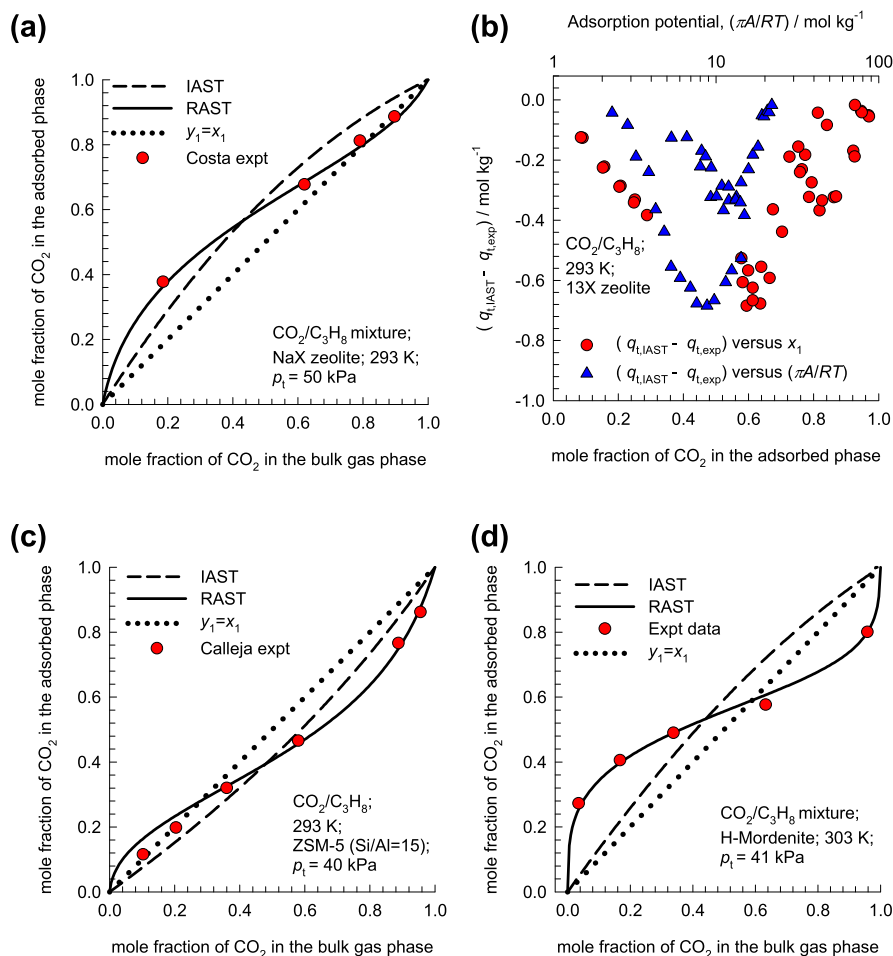 (a)
1.0
0.8
0.6
0.4
0.2
0.0
0.0 0.2 0.4 0.6 0.8 1.0
mole fraction of CO2 in the adsorbed phase
mole fraction of CO2 in the bulk gas phase
IAST
RAST
y1=x1
Costa expt
CO2/C3H8 mixture;
NaX zeolite; 293 K;
pt = 50 kPa
(b)
Adsorption potential, (πA/RT) / mol kg-1
1 10 100
0.0
-0.2
-0.4
-0.6
-0.8
-1.0
0.0 0.2 0.4 0.6 0.8 1.0
( qt,IAST - qt,exp) / mol kg-1
mole fraction of CO2 in the adsorbed phase
CO2/C3H8;
293 K;
13X zeolite
( qt,IAST - qt,exp) versus x1
( qt,IAST - qt,exp) versus (πA/RT)
(c)
1.0
0.8
0.6
0.4
0.2
0.0
0.0 0.2 0.4 0.6 0.8 1.0
mole fraction of CO2 in the adsorbed phase
mole fraction of CO2 in the bulk gas phase
IAST
RAST
y1=x1
Calleja expt
CO2/C3H8;
293 K;
ZSM-5 (Si/Al=15);
pt = 40 kPa
(d)
1.0
0.8
0.6
0.4
0.2
0.0
0.0 0.2 0.4 0.6 0.8 1.0
mole fraction of CO2 in the adsorbed phase
mole fraction of CO2 in the bulk gas phase
IAST
RAST
Expt data
y1=x1
CO2/C3H8 mixture;
H-Mordenite; 303 K;
pt = 41 kPa